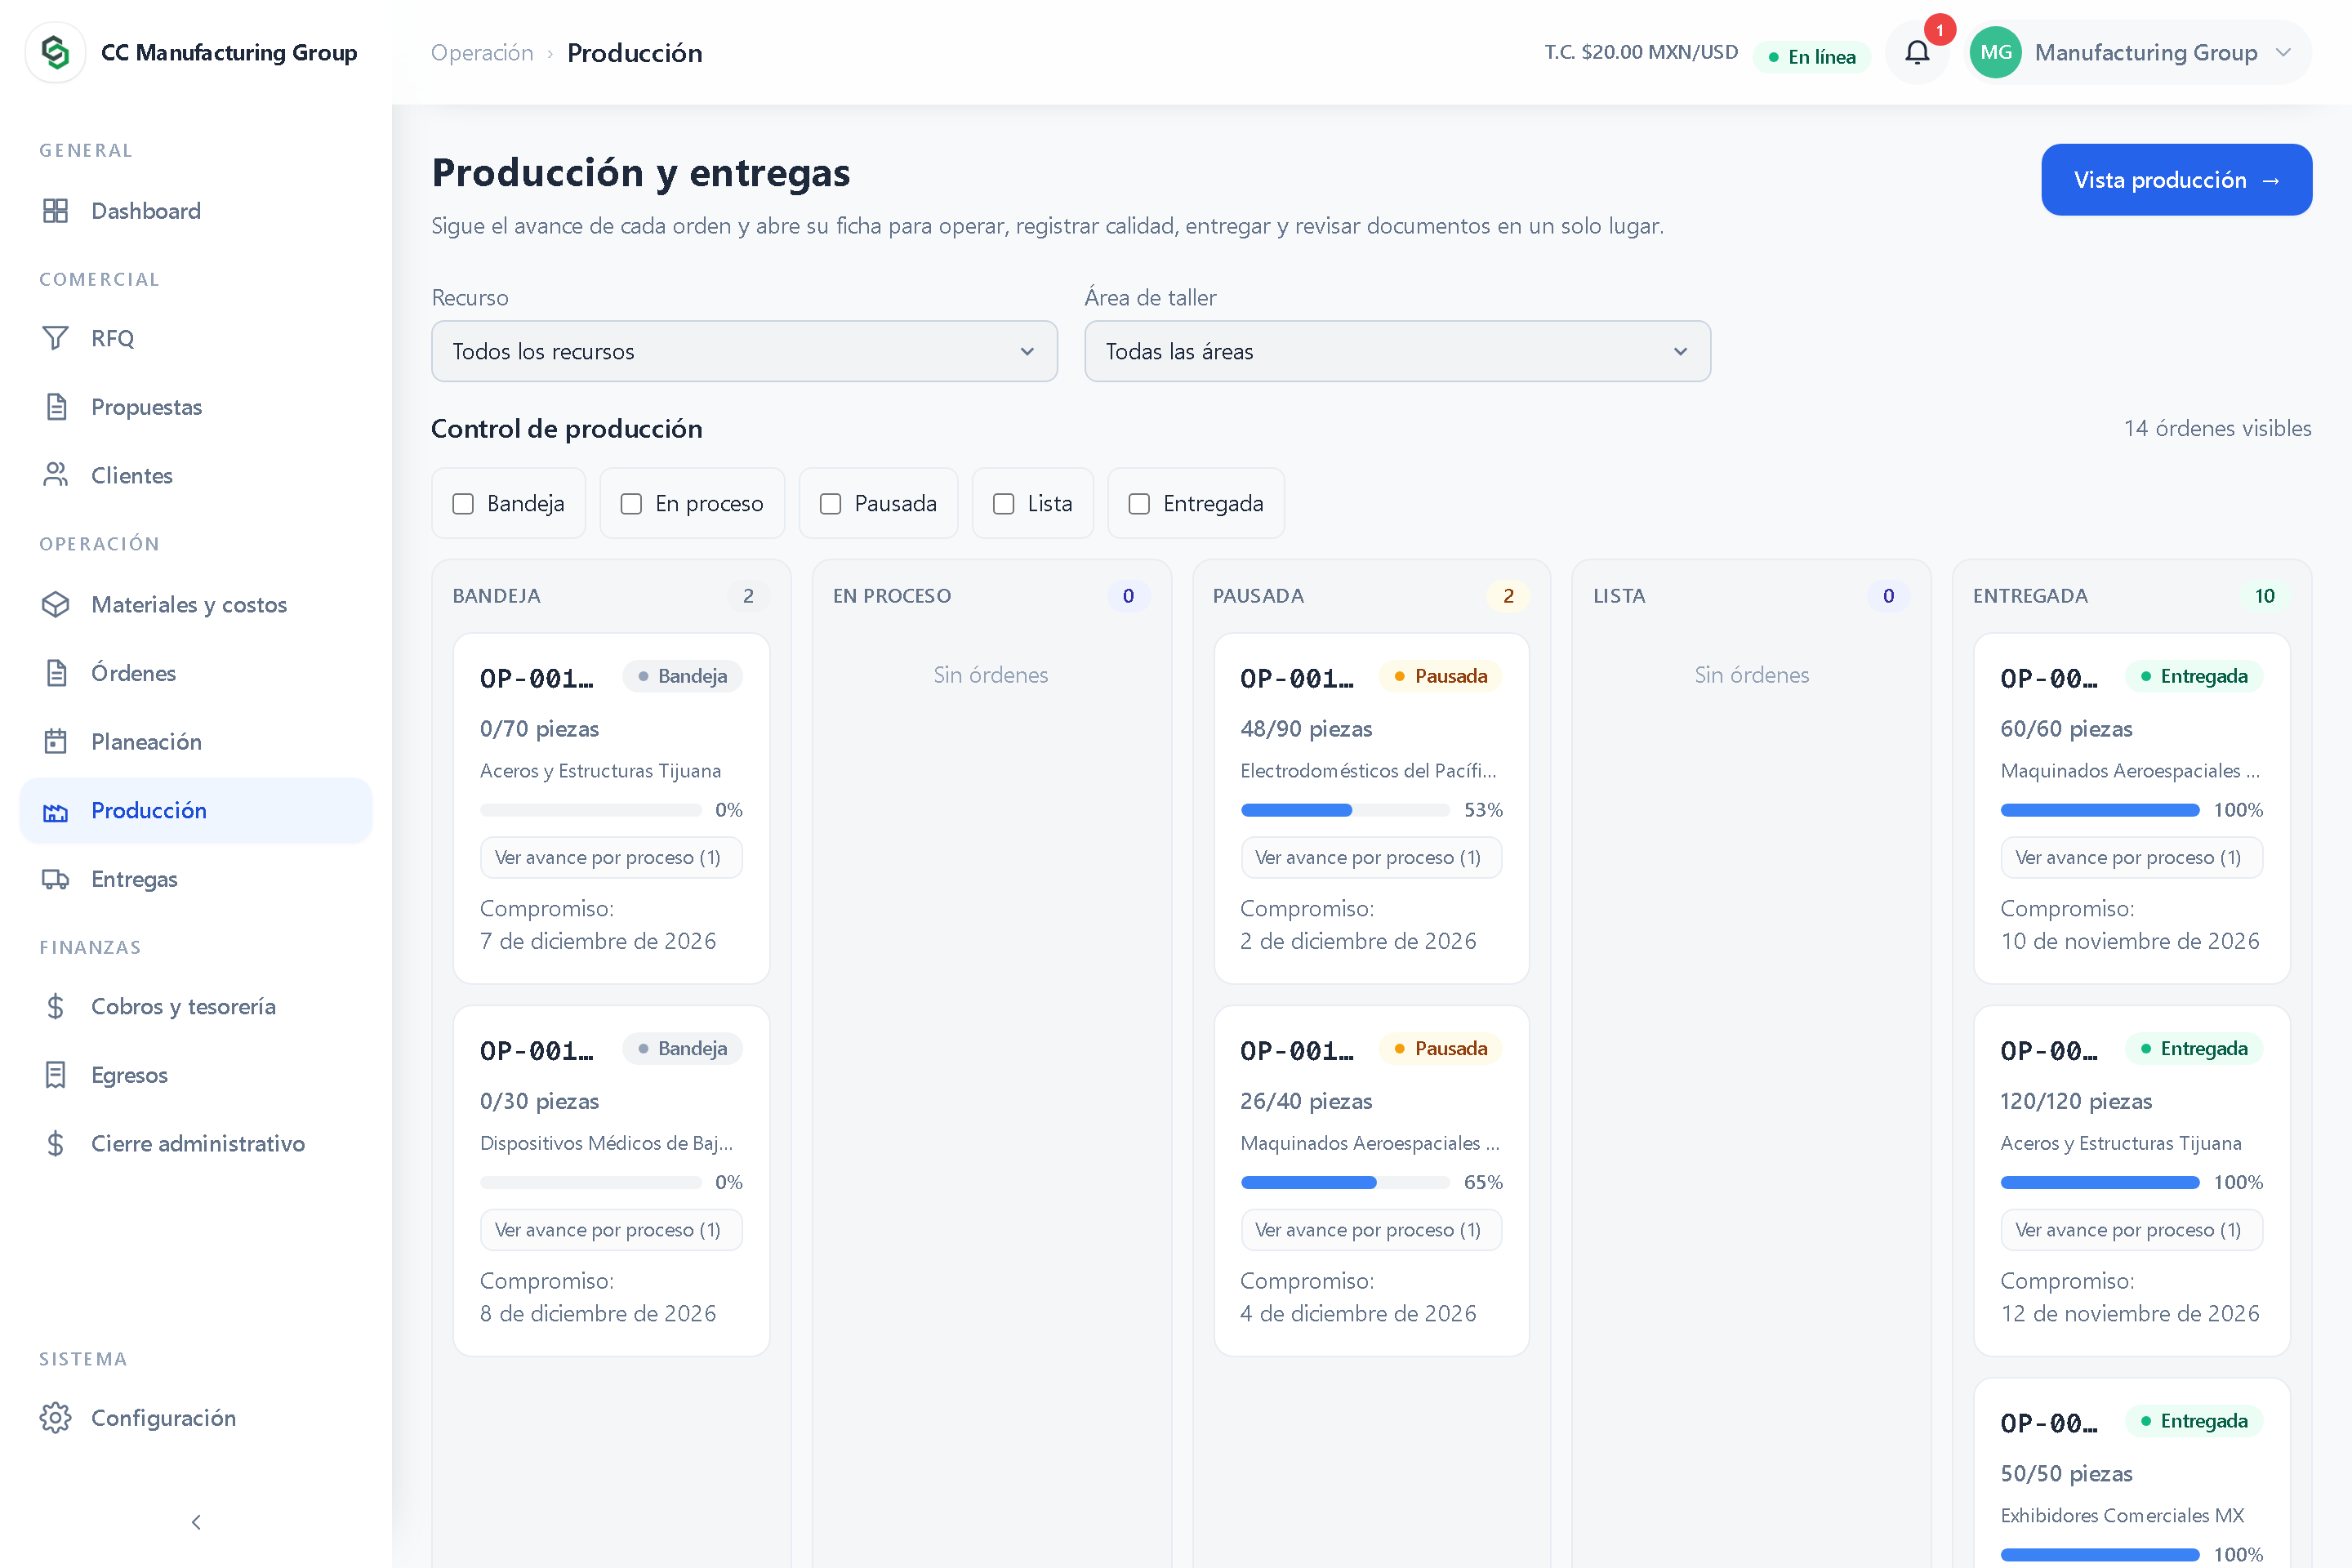 CC Manufacturing Group
Operación › Producción
T.C. $20.00 MXN/USD
En línea
1
MG
Manufacturing Group
GENERAL
Dashboard
COMERCIAL
RFQ
Propuestas
Clientes
OPERACIÓN
Materiales y costos
Órdenes
Planeación
Producción
Entregas
FINANZAS
Cobros y tesorería
Egresos
Cierre administrativo
SISTEMA
Configuración
Producción y entregas
Vista producción →
Sigue el avance de cada orden y abre su ficha para operar, registrar calidad, entregar y revisar documentos en un solo lugar.
Recurso
Todos los recursos
Área de taller
Todas las áreas
Control de producción
14 órdenes visibles
Bandeja
En proceso
Pausada
Lista
Entregada
BANDEJA 2
OP-001… Bandeja
0/70 piezas
Aceros y Estructuras Tijuana
0%
Ver avance por proceso (1)
Compromiso:
7 de diciembre de 2026
OP-001… Bandeja
0/30 piezas
Dispositivos Médicos de Baj…
0%
Ver avance por proceso (1)
Compromiso:
8 de diciembre de 2026
EN PROCESO 0
Sin órdenes
PAUSADA 2
OP-001… Pausada
48/90 piezas
Electrodomésticos del Pacífi…
53%
Ver avance por proceso (1)
Compromiso:
2 de diciembre de 2026
OP-001… Pausada
26/40 piezas
Maquinados Aeroespaciales …
65%
Ver avance por proceso (1)
Compromiso:
4 de diciembre de 2026
LISTA 0
Sin órdenes
ENTREGADA 10
OP-00… Entregada
60/60 piezas
Maquinados Aeroespaciales …
100%
Ver avance por proceso (1)
Compromiso:
10 de noviembre de 2026
OP-00… Entregada
120/120 piezas
Aceros y Estructuras Tijuana
100%
Ver avance por proceso (1)
Compromiso:
12 de noviembre de 2026
OP-00… Entregada
50/50 piezas
Exhibidores Comerciales MX
100%